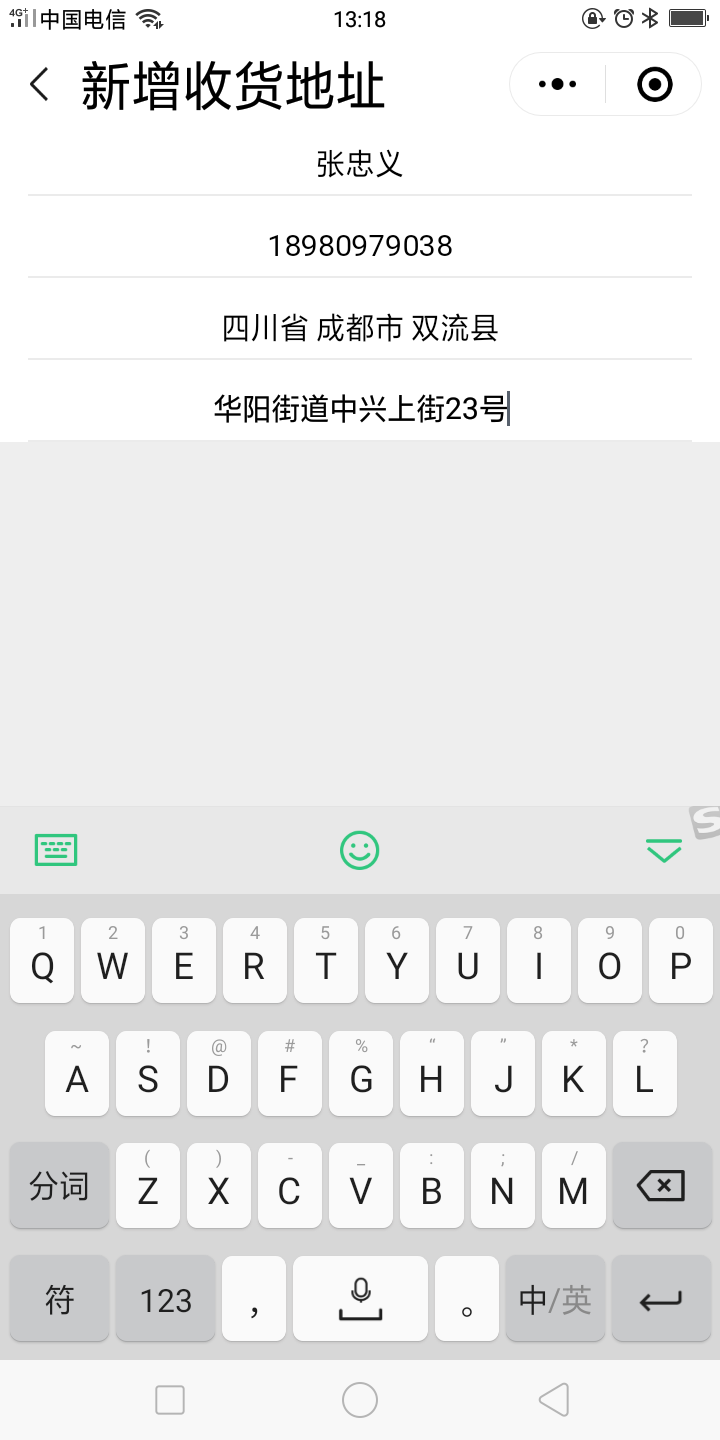 4G+ 中国电信 13:18
新增收货地址
张忠义
18980979038
四川省 成都市 双流县
华阳街道中兴上街23号
S
1 2 3 4 5 6 7 8 9 0
Q W E R T Y U I O P
~ ! @ # % “ ” * ?
A S D F G H J K L
( ) - _ : ; /
分词 Z X C V B N M
符 123 ， 。 中/英